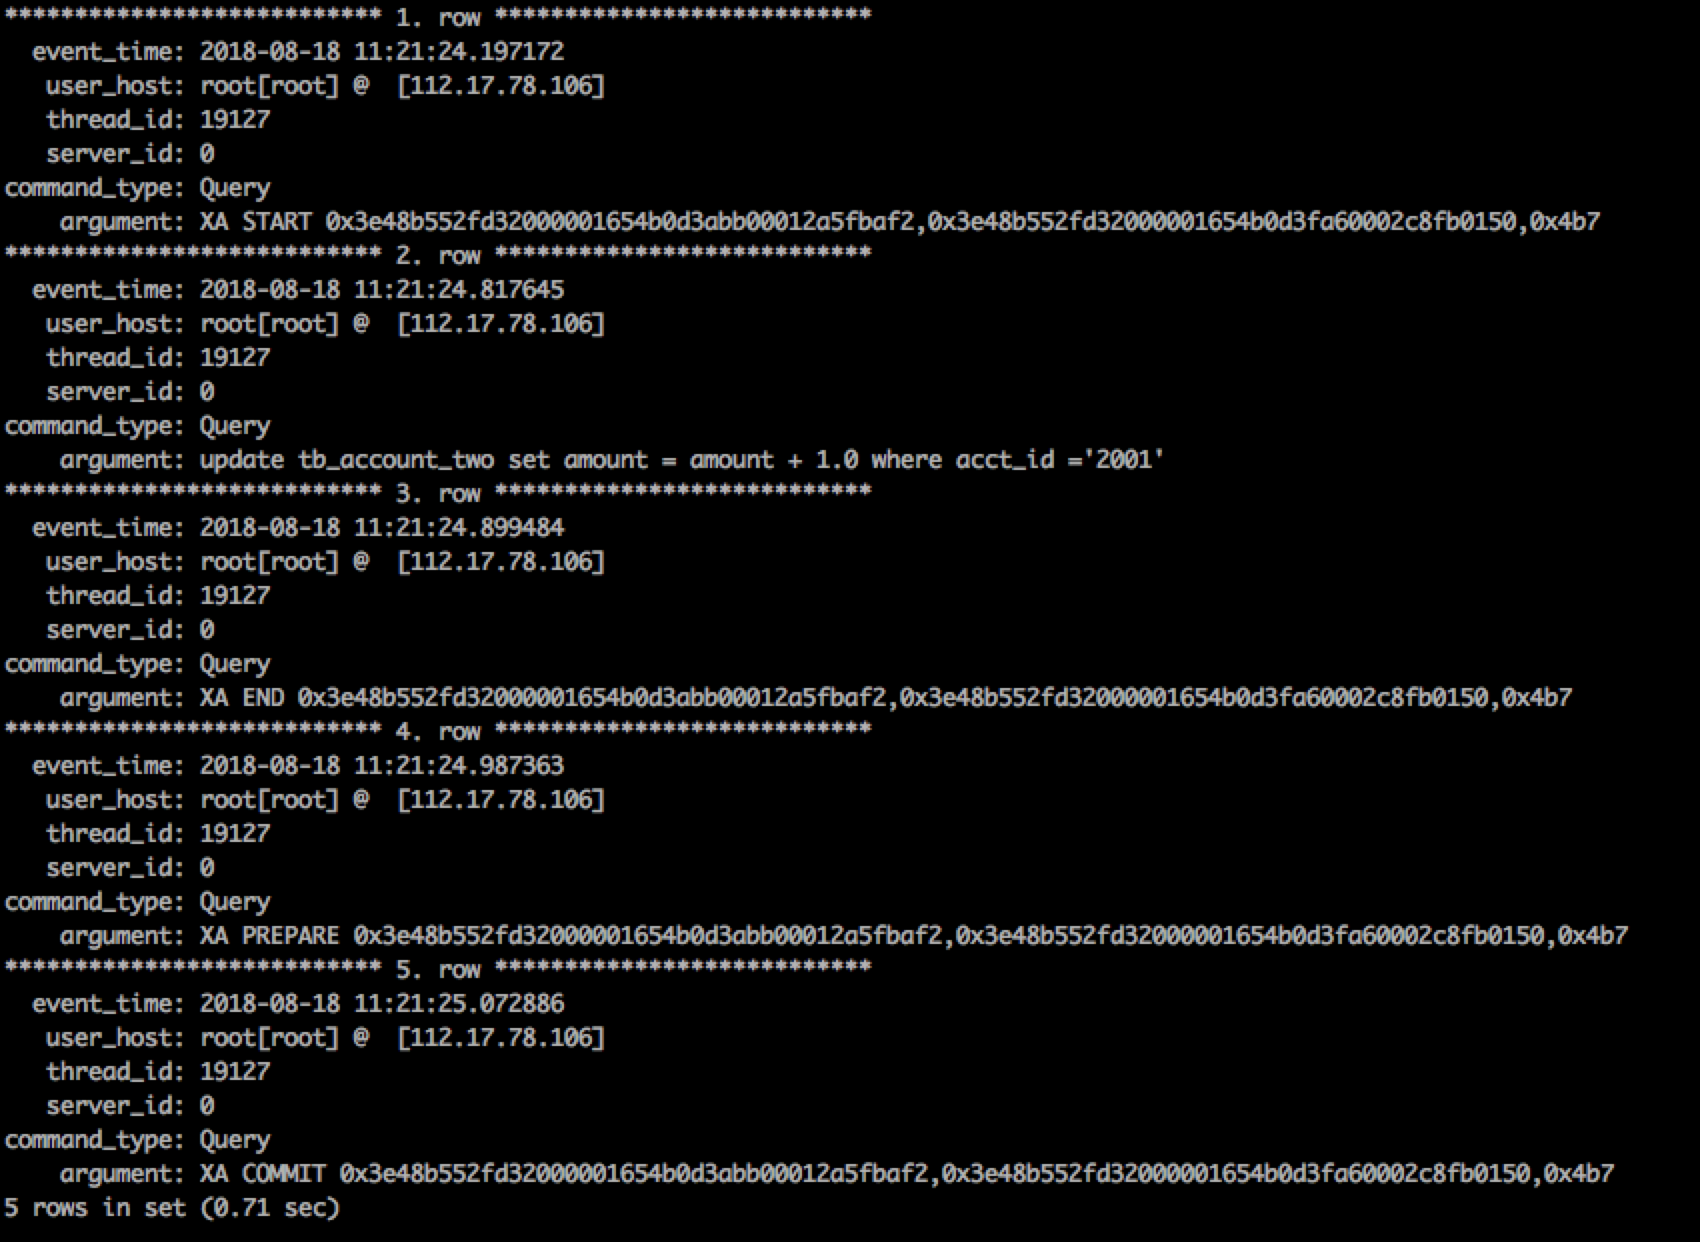 *************************** 1. row ***************************
event_time: 2018-08-18 11:21:24.197172
user_host: root[root] @  [112.17.78.106]
thread_id: 19127
server_id: 0
command_type: Query
argument: XA START 0x3e48b552fd32000001654b0d3abb00012a5fbaf2,0x3e48b552fd32000001654b0d3fa60002c8fb0150,0x4b7
*************************** 2. row ***************************
event_time: 2018-08-18 11:21:24.817645
user_host: root[root] @  [112.17.78.106]
thread_id: 19127
server_id: 0
command_type: Query
argument: update tb_account_two set amount = amount + 1.0 where acct_id ='2001'
*************************** 3. row ***************************
event_time: 2018-08-18 11:21:24.899484
user_host: root[root] @  [112.17.78.106]
thread_id: 19127
server_id: 0
command_type: Query
argument: XA END 0x3e48b552fd32000001654b0d3abb00012a5fbaf2,0x3e48b552fd32000001654b0d3fa60002c8fb0150,0x4b7
*************************** 4. row ***************************
event_time: 2018-08-18 11:21:24.987363
user_host: root[root] @  [112.17.78.106]
thread_id: 19127
server_id: 0
command_type: Query
argument: XA PREPARE 0x3e48b552fd32000001654b0d3abb00012a5fbaf2,0x3e48b552fd32000001654b0d3fa60002c8fb0150,0x4b7
*************************** 5. row ***************************
event_time: 2018-08-18 11:21:25.072886
user_host: root[root] @  [112.17.78.106]
thread_id: 19127
server_id: 0
command_type: Query
argument: XA COMMIT 0x3e48b552fd32000001654b0d3abb00012a5fbaf2,0x3e48b552fd32000001654b0d3fa60002c8fb0150,0x4b7
5 rows in set (0.71 sec)